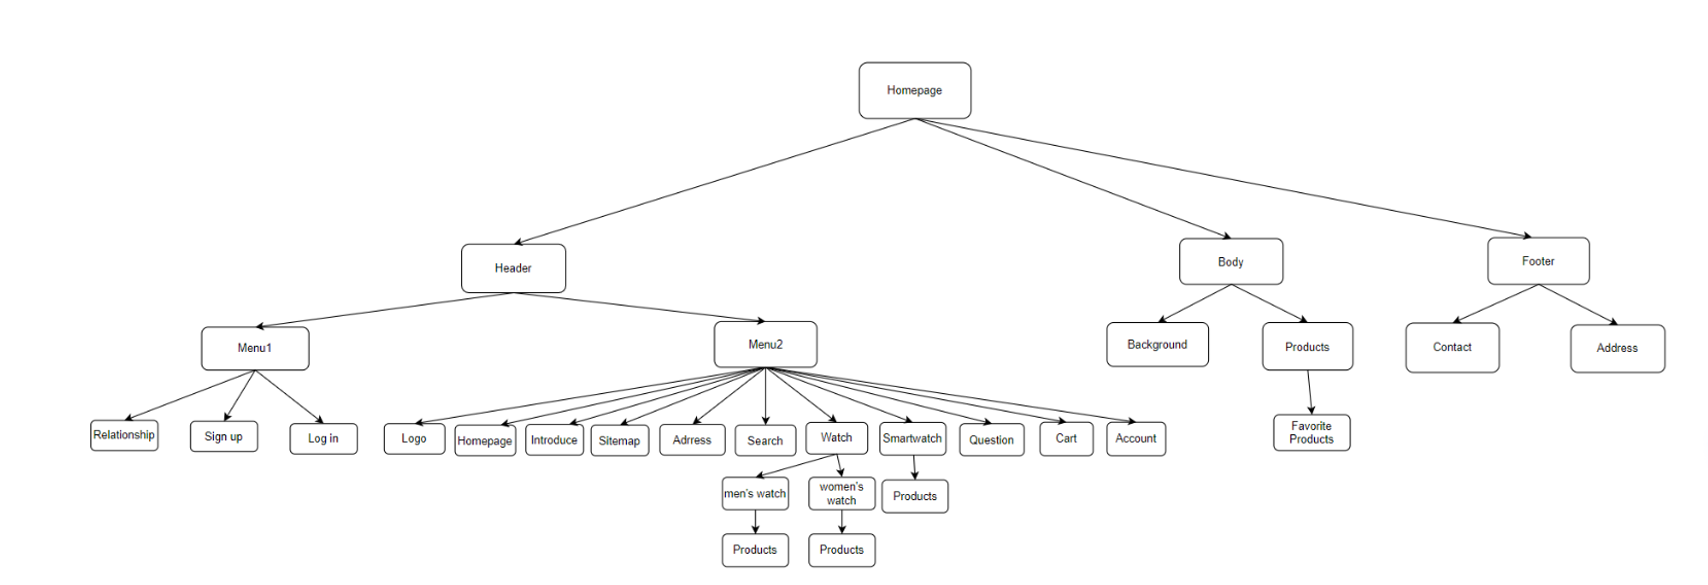 Homepage
Header
Body
Footer
Menu1
Menu2
Background
Products
Contact
Address
Relationship
Sign up
Log in
Logo
Homepage
Introduce
Sitemap
Adrress
Search
Watch
Smartwatch
Question
Cart
Account
Favorite
Products
men's watch
women's
watch
Products
Products
Products